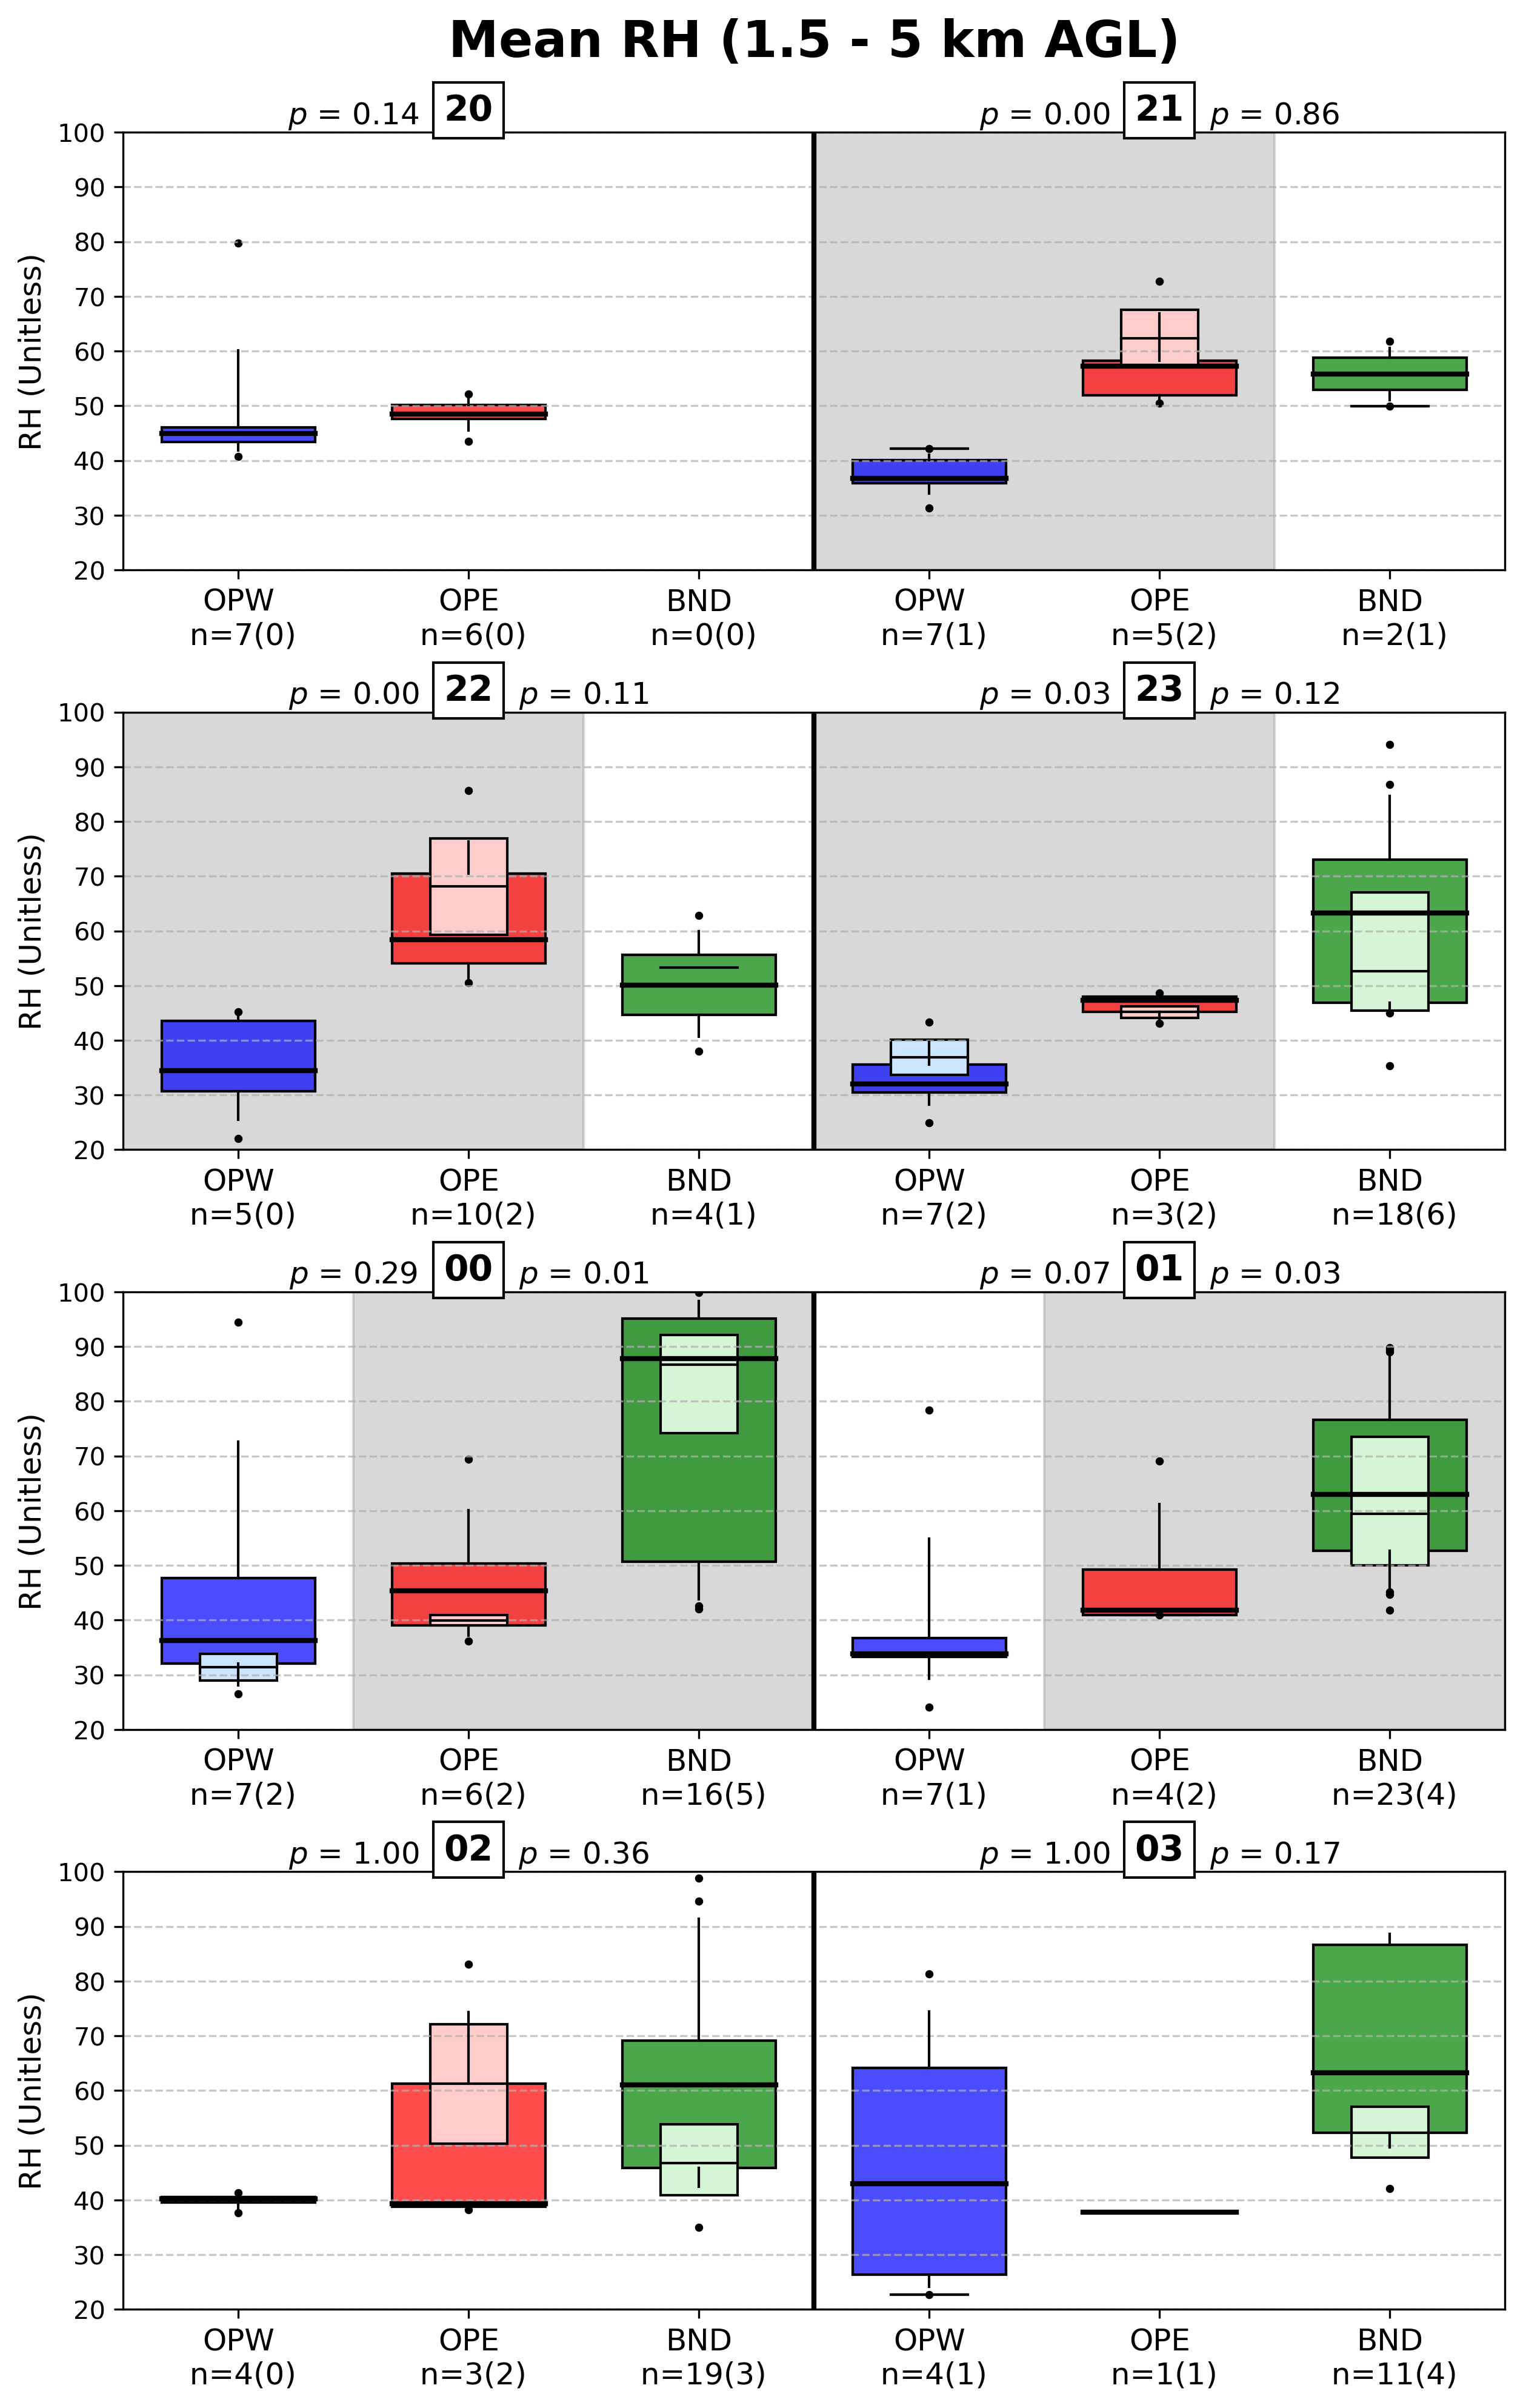 Mean RH (1.5 - 5 km AGL)
p = 0.14 20
p = 0.00 21 p = 0.86
RH (Unitless)
100
90
80
70
60
50
40
30
20
OPW OPE BND OPW OPE BND
n=7(0) n=6(0) n=0(0) n=7(1) n=5(2) n=2(1)
p = 0.00 22 p = 0.11
p = 0.03 23 p = 0.12
RH (Unitless)
100
90
80
70
60
50
40
30
20
OPW OPE BND OPW OPE BND
n=5(0) n=10(2) n=4(1) n=7(2) n=3(2) n=18(6)
p = 0.29 00 p = 0.01
p = 0.07 01 p = 0.03
RH (Unitless)
100
90
80
70
60
50
40
30
20
OPW OPE BND OPW OPE BND
n=7(2) n=6(2) n=16(5) n=7(1) n=4(2) n=23(4)
p = 1.00 02 p = 0.36
p = 1.00 03 p = 0.17
RH (Unitless)
100
90
80
70
60
50
40
30
20
OPW OPE BND OPW OPE BND
n=4(0) n=3(2) n=19(3) n=4(1) n=1(1) n=11(4)